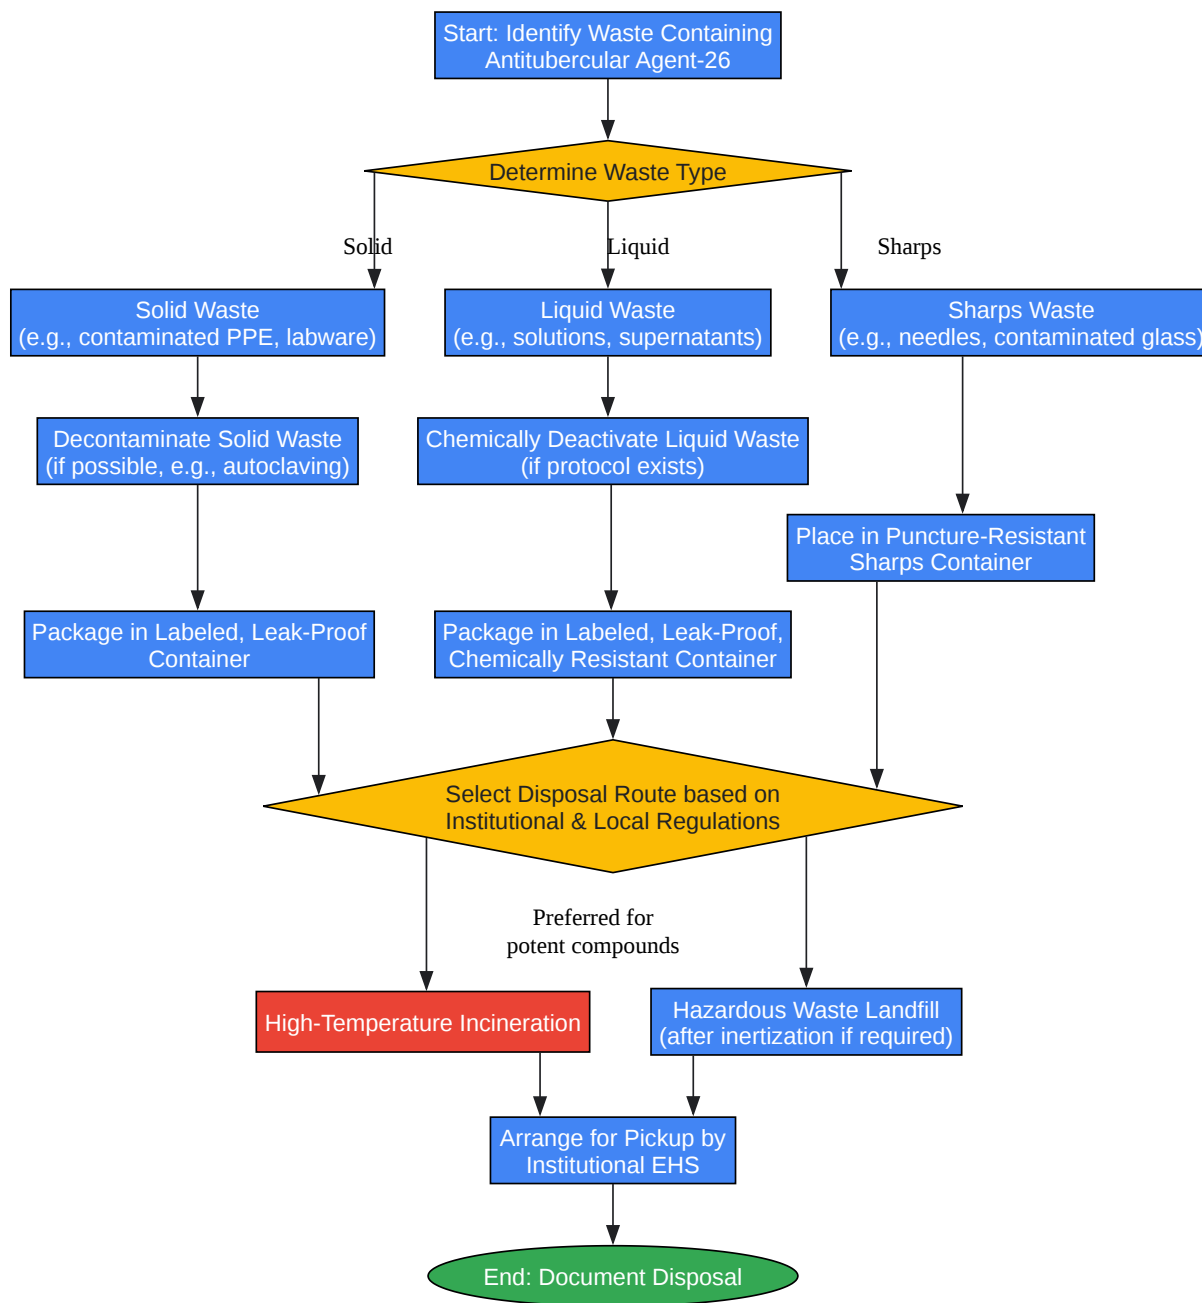 Start: Identify Waste Containing
Antitubercular Agent-26
Determine Waste Type
Solid
Liquid
Sharps
Solid Waste
(e.g., contaminated PPE, labware)
Liquid Waste
(e.g., solutions, supernatants)
Sharps Waste
(e.g., needles, contaminated glass)
Decontaminate Solid Waste
(if possible, e.g., autoclaving)
Chemically Deactivate Liquid Waste
(if protocol exists)
Place in Puncture-Resistant
Sharps Container
Package in Labeled, Leak-Proof
Container
Package in Labeled, Leak-Proof,
Chemically Resistant Container
Select Disposal Route based on
Institutional & Local Regulations
Preferred for
potent compounds
High-Temperature Incineration
Hazardous Waste Landfill
(after inertization if required)
Arrange for Pickup by
Institutional EHS
End: Document Disposal